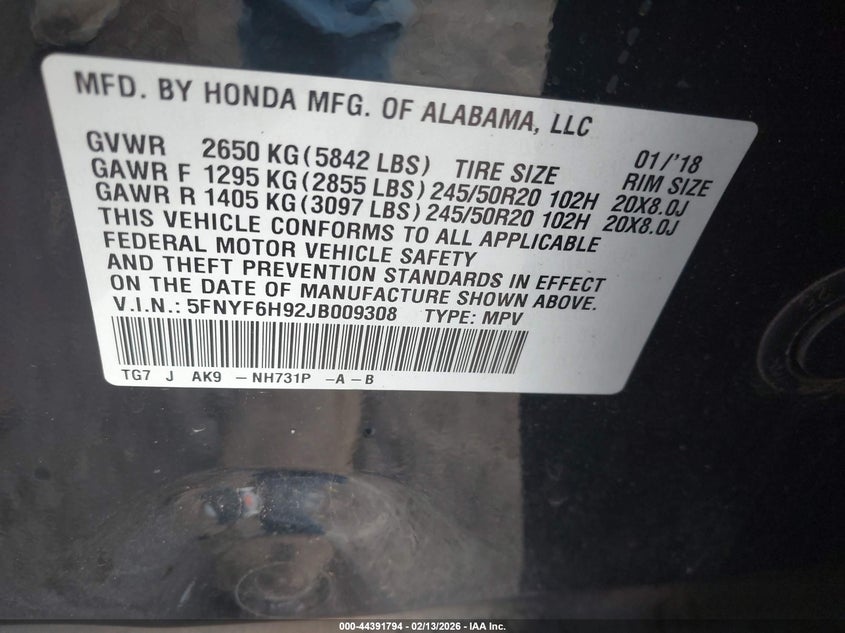 MFD. BY HONDA MFG. OF ALABAMA, LLC
01/'18
GVWR 2650 KG (5842 LBS) TIRE SIZE RIM SIZE
GAWR F 1295 KG (2855 LBS) 245/50R20 102H 20X8.0J
GAWR R 1405 KG (3097 LBS) 245/50R20 102H 20X8.0J
THIS VEHICLE CONFORMS TO ALL APPLICABLE
FEDERAL MOTOR VEHICLE SAFETY
AND THEFT PREVENTION STANDARDS IN EFFECT
ON THE DATE OF MANUFACTURE SHOWN ABOVE.
V.I.N.: 5FNYF6H92JB009308 TYPE: MPV
TG7 J AK9 – NH731P –A – B
000-44391794 — 02/13/2026 — IAA Inc.